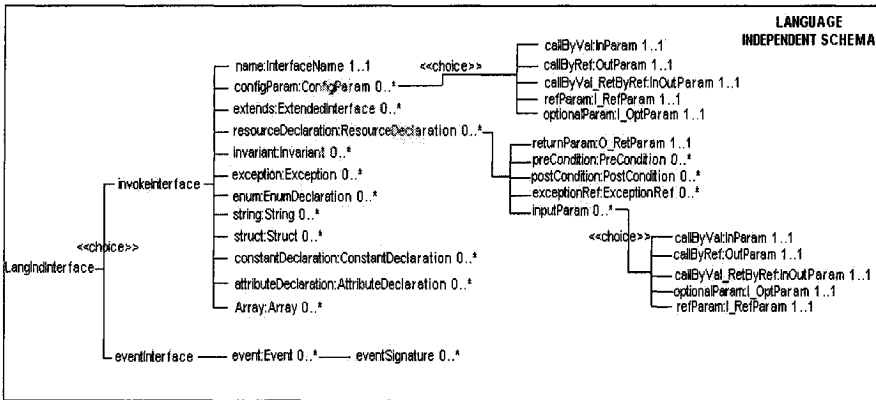 LANGUAGE
INDEPENDENT SCHEMA
name:InterfaceName 1..1
configParam:ConfigParam 0..*
extends:ExtendedInterface 0..*
resourceDeclaration:ResourceDeclaration 0..*
invariant:Invariant 0..*
exception:Exception 0..*
enum:EnumDeclaration 0..*
string:String 0..*
struct:Struct 0..*
constantDeclaration:ConstantDeclaration 0..*
attributeDeclaration:AttributeDeclaration 0..*
Array:Array 0..*
<<choice>>
callByVal:InParam 1..1
callByRef:OutParam 1..1
callByVal_RetByRef:InOutParam 1..1
refParam:I_RefParam 1..1
optionalParam:I_OptParam 1..1
returnParam:O_RetParam 1..1
preCondition:PreCondition 0..*
postCondition:PostCondition 0..*
exceptionRef:ExceptionRef 0..*
inputParam 0..*
<<choice>>
callByVal:InParam 1..1
callByRef:OutParam 1..1
callByVal_RetByRef:InOutParam 1..1
optionalParam:I_OptParam 1..1
refParam:I_RefParam 1..1
invokeInterface
<<choice>>
LangIndInterface
eventInterface
event:Event 0..*
eventSignature 0..*